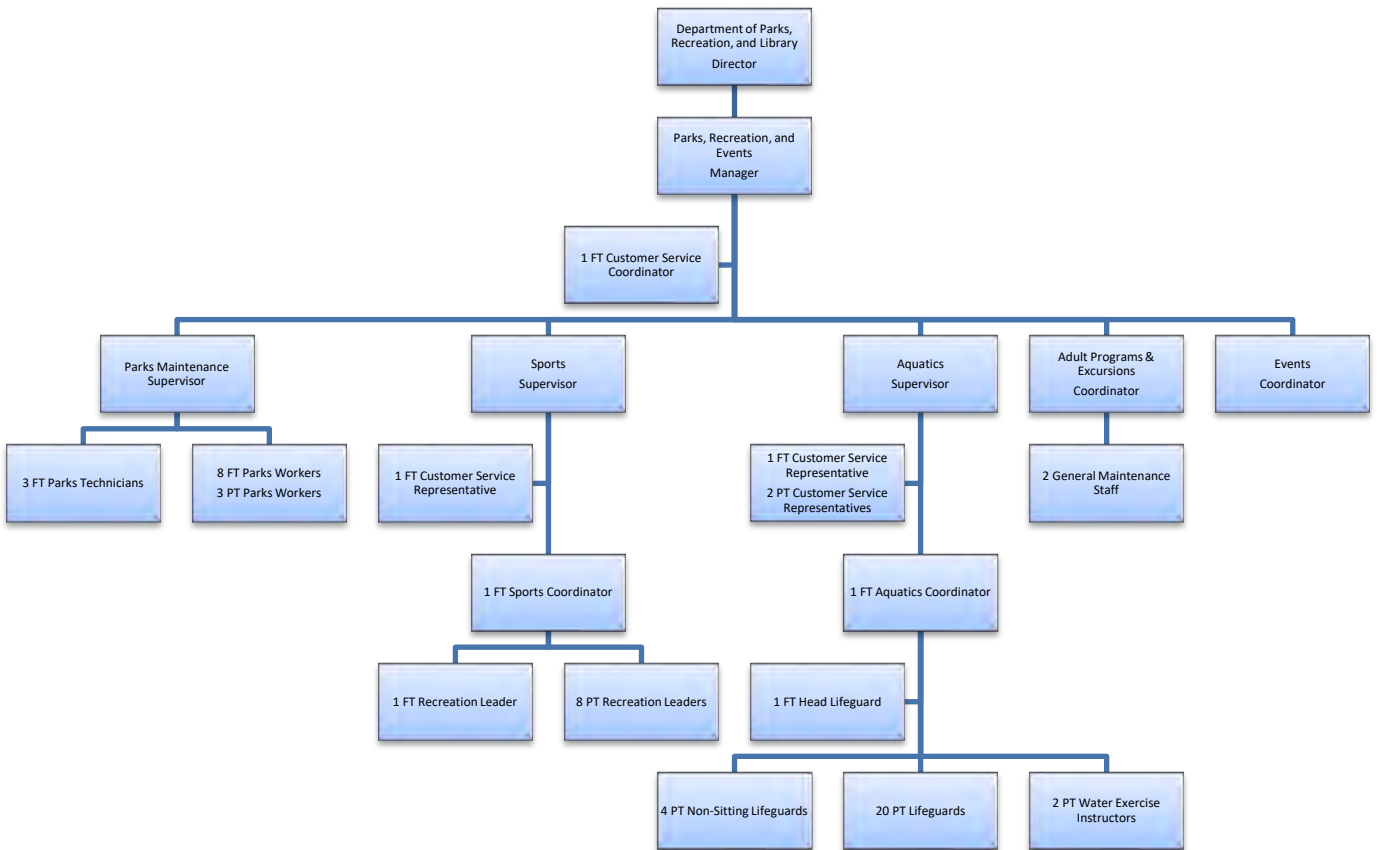 Department of Parks,
Recreation, and Library
Director
Parks, Recreation, and
Events
Manager
1 FT Customer Service
Coordinator
Parks Maintenance
Supervisor
Sports
Supervisor
Aquatics
Supervisor
Adult Programs &
Excursions
Coordinator
Events
Coordinator
3 FT Parks Technicians
8 FT Parks Workers
3 PT Parks Workers
1 FT Customer Service
Representative
1 FT Customer Service
Representative
2 PT Customer Service
Representatives
2 General Maintenance
Staff
1 FT Sports Coordinator
1 FT Aquatics Coordinator
1 FT Recreation Leader
8 PT Recreation Leaders
1 FT Head Lifeguard
4 PT Non-Sitting Lifeguards
20 PT Lifeguards
2 PT Water Exercise
Instructors